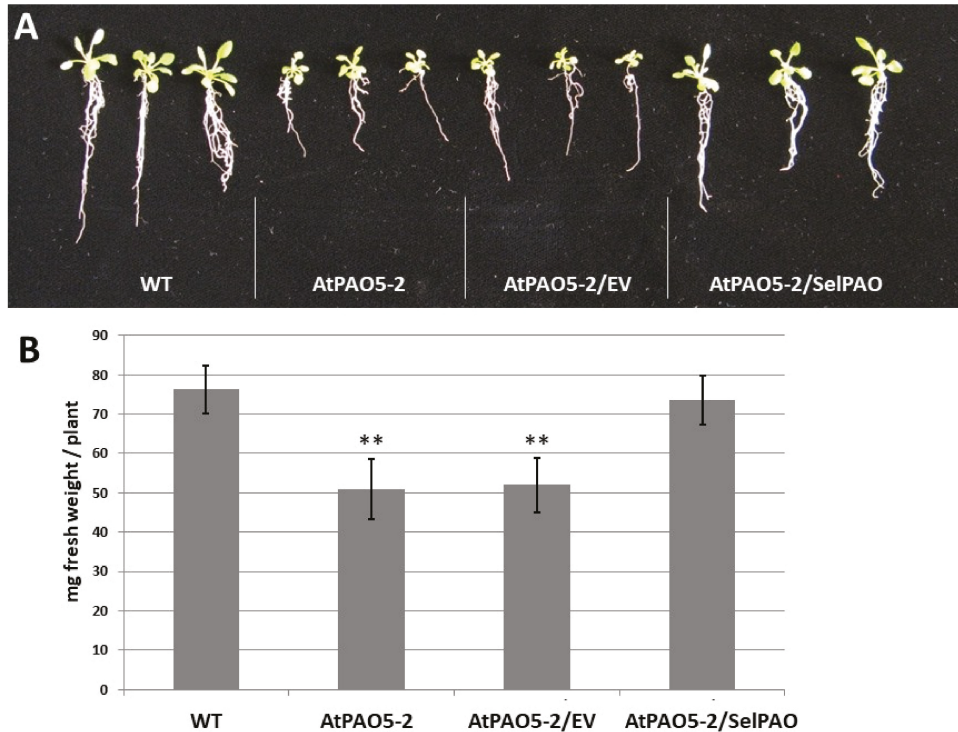 A
WT
AtPAO5-2
AtPAO5-2/EV
AtPAO5-2/SelPAO
B
mg fresh weight / plant
90
80
70
60
50
40
30
20
10
0
**
**
WT
AtPAO5-2
AtPAO5-2/EV
AtPAO5-2/SelPAO